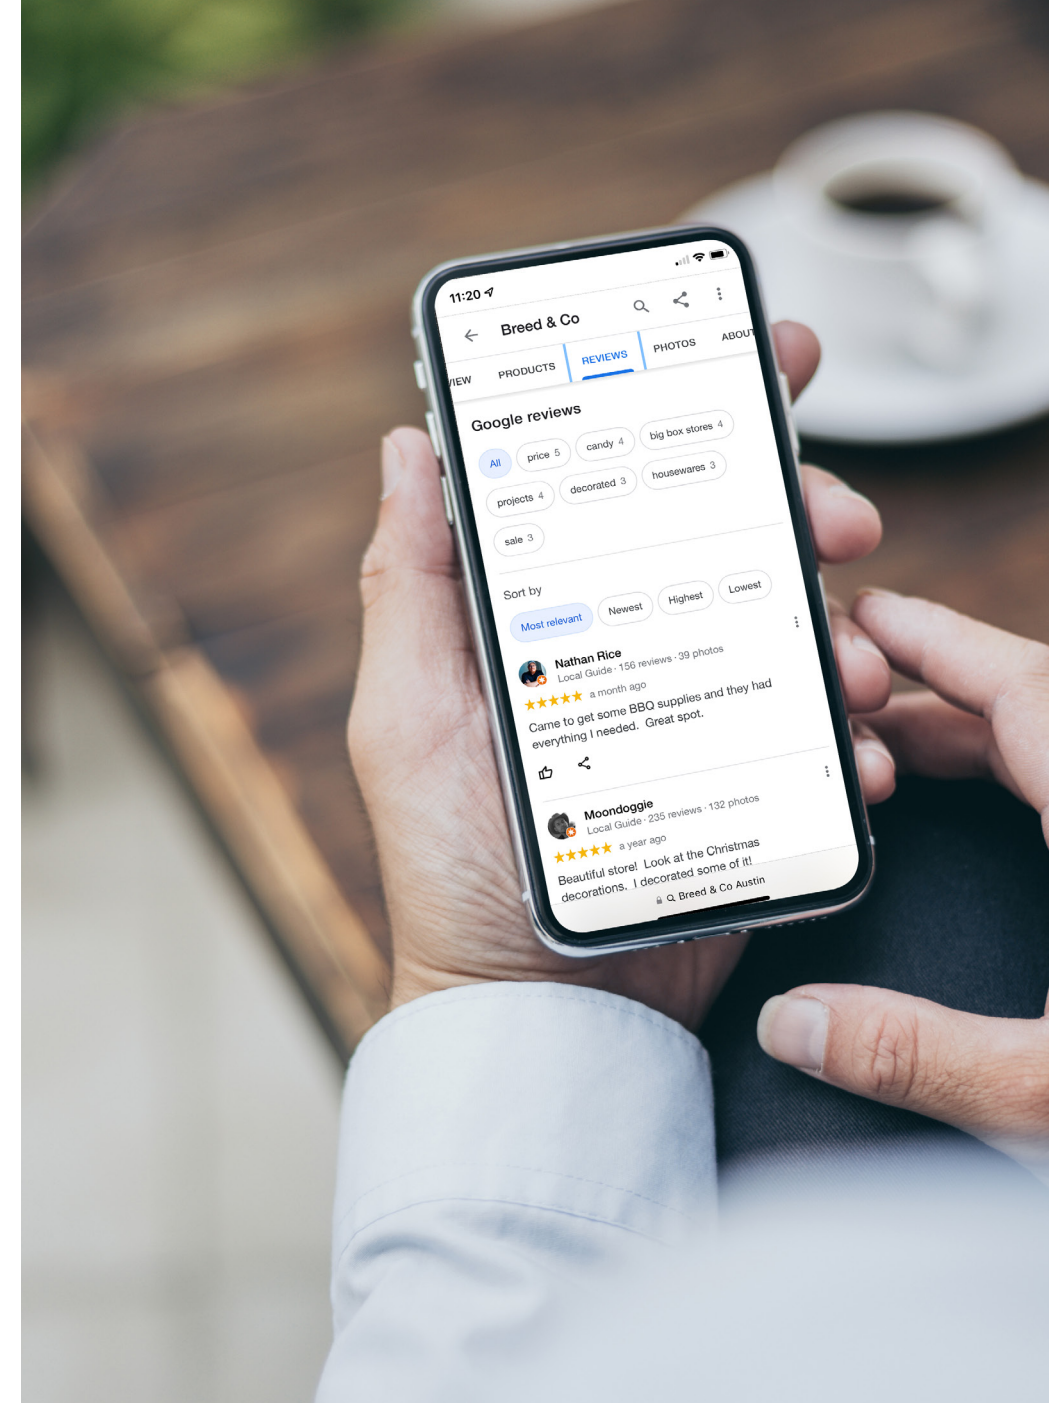 11:20
Breed & Co
VIEW PRODUCTS REVIEWS PHOTOS ABOUT
Google reviews
All price 5 candy 4 big box stores 4
projects 4 decorated 3 housewares 3
sale 3
Sort by
Most relevant Newest Highest Lowest
Nathan Rice
Local Guide · 156 reviews · 39 photos
★★★★★ a month ago
Came to get some BBQ supplies and they had
everything I needed. Great spot.
Moondoggie
Local Guide · 235 reviews · 132 photos
★★★★★ a year ago
Beautiful store! Look at the Christmas
decorations. I decorated some of it!
Breed & Co Austin